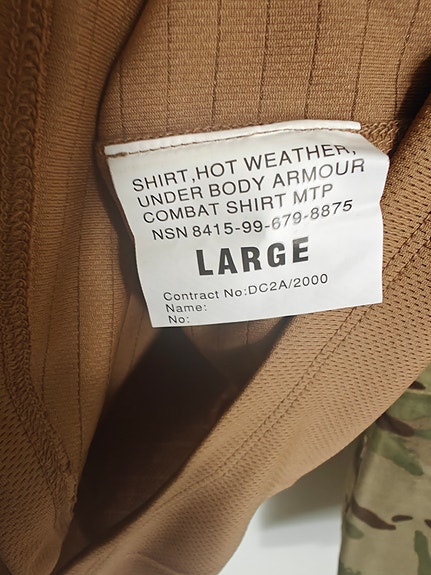 SHIRT,HOT WEATHER,
UNDER BODY ARMOUR
COMBAT SHIRT MTP
NSN 8415-99-679-8875
LARGE
Contract No:DC2A/2000
Name:
No: